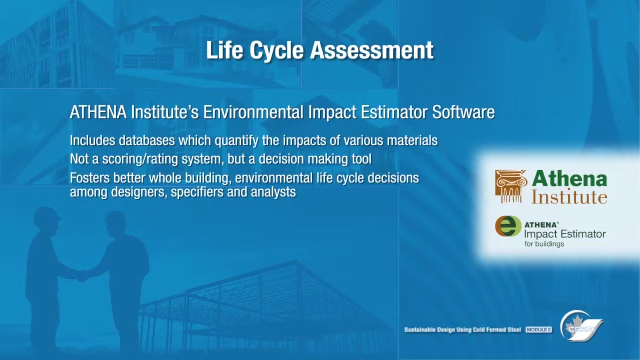 Life Cycle Assessment
ATHENA Institute's Environmental Impact Estimator Software
Includes databases which quantify the impacts of various materials
Not a scoring/rating system, but a decision making tool
Fosters better whole building, environmental life cycle decisions
among designers, specifiers and analysts
Athena
Institute
ATHENA®
Impact Estimator
for buildings
Sustainable Design Using Cold Formed Steel MODULE 2